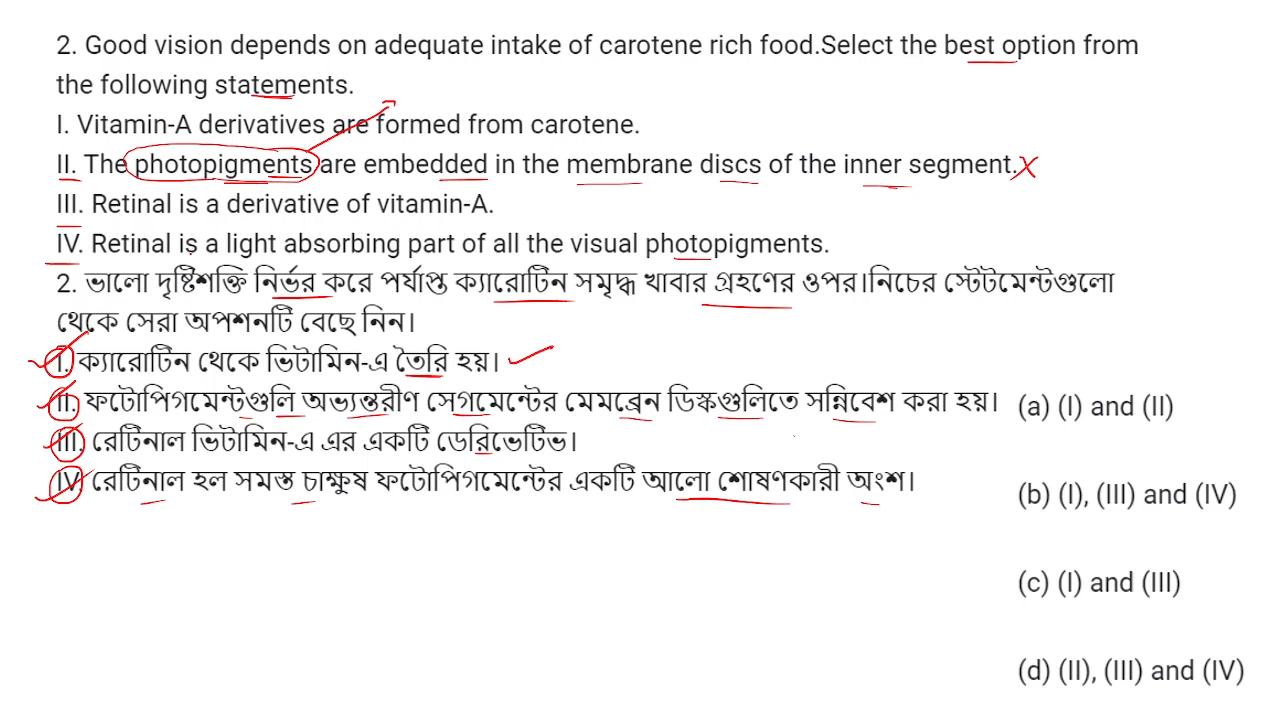 2. Good vision depends on adequate intake of carotene rich food.Select the best option from
the following statements.
I. Vitamin-A derivatives are formed from carotene.
II. The photopigments are embedded in the membrane discs of the inner segment.
III. Retinal is a derivative of vitamin-A.
IV. Retinal is a light absorbing part of all the visual photopigments.
2. ভালো দৃষ্টিশক্তি নির্ভর করে পর্যাপ্ত ক্যারোটিন সমৃদ্ধ খাবার গ্রহণের ওপর।নিচের স্টেটমেন্টগুলো
থেকে সেরা অপশনটি বেছে নিন।
I. ক্যারোটিন থেকে ভিটামিন-এ তৈরি হয়।
II. ফটোপিগমেন্টগুলি অভ্যন্তরীণ সেগমেন্টের মেমব্রেন ডিস্কগুলিতে সন্নিবেশ করা হয়।
III. রেটিনাল ভিটামিন-এ এর একটি ডেরিভেটিভ।
IV. রেটিনাল হল সমস্ত চাক্ষুষ ফটোপিগমেন্টের একটি আলো শোষণকারী অংশ।
(a) (I) and (II)
(b) (I), (III) and (IV)
(c) (I) and (III)
(d) (II), (III) and (IV)